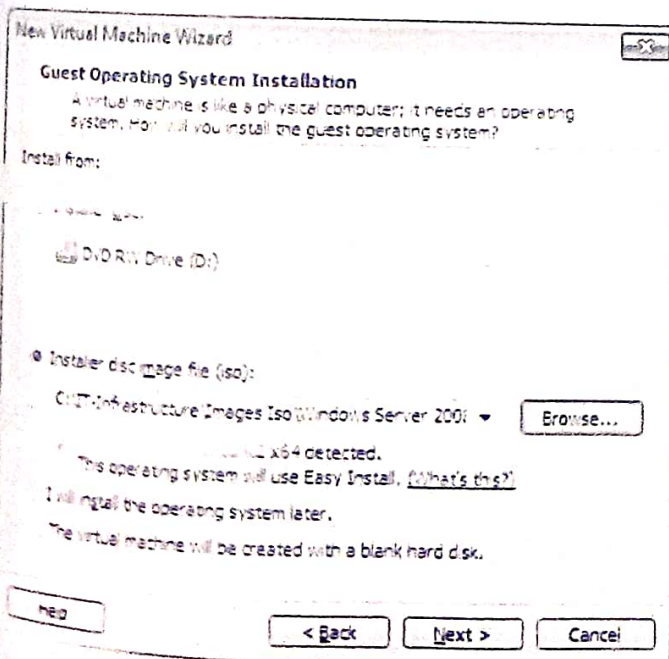 New Virtual Machine Wizard
Guest Operating System Installation
A virtual machine is like a physical computer; it needs an operating
system. How will you install the guest operating system?
Install from:
DVD RW Drive (D:)
Installer disc image file (iso):
C:\IT-Infrastructure\Images Iso\Windows Server 200
Browse...
x64 detected.
This operating system will use Easy Install. (What's this?)
I will install the operating system later.
The virtual machine will be created with a blank hard disk.
Help
< Back
Next >
Cancel